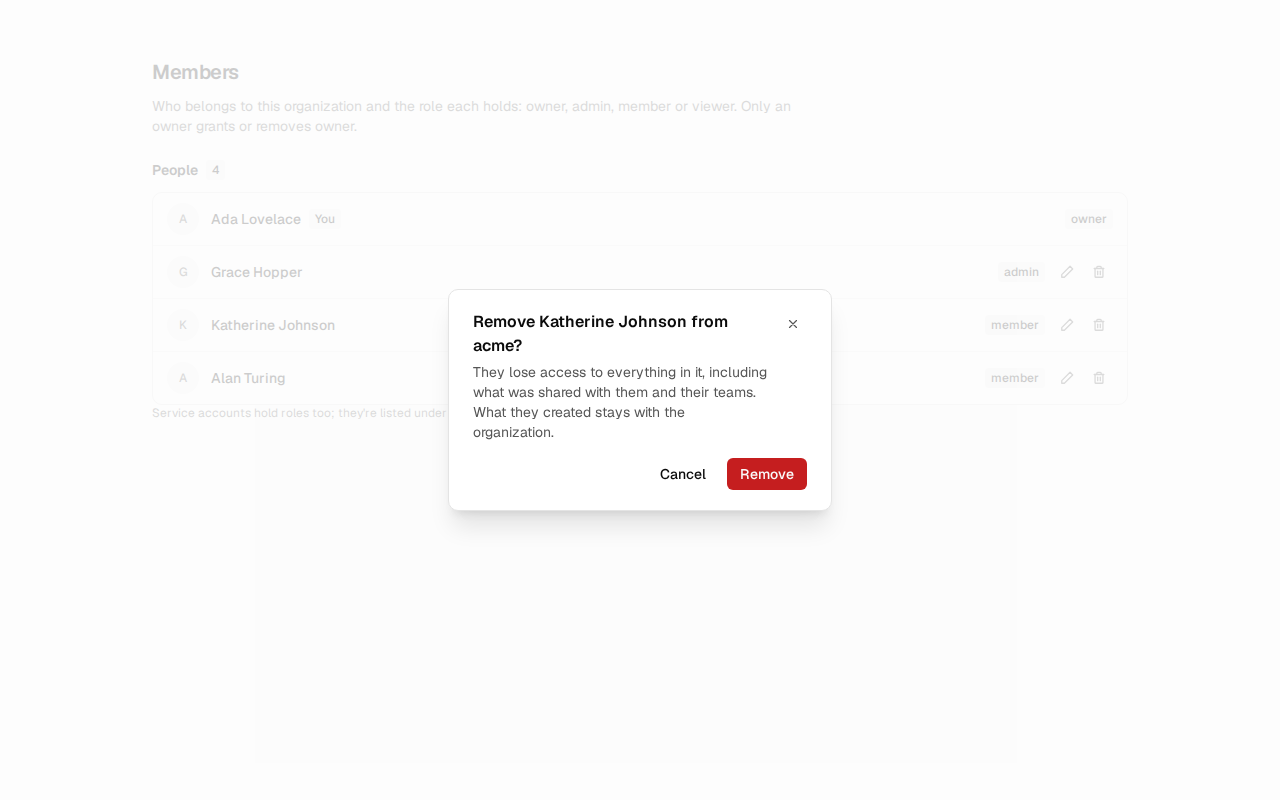 Members
Who belongs to this organization and the role each holds: owner, admin, member or viewer. Only an
owner grants or removes owner.
People 4
A Ada Lovelace You owner
G Grace Hopper admin
K Katherine Johnson member
A Alan Turing member
Service accounts hold roles too; they're listed under
Remove Katherine Johnson from
acme?
They lose access to everything in it, including
what was shared with them and their teams.
What they created stays with the
organization.
Cancel Remove